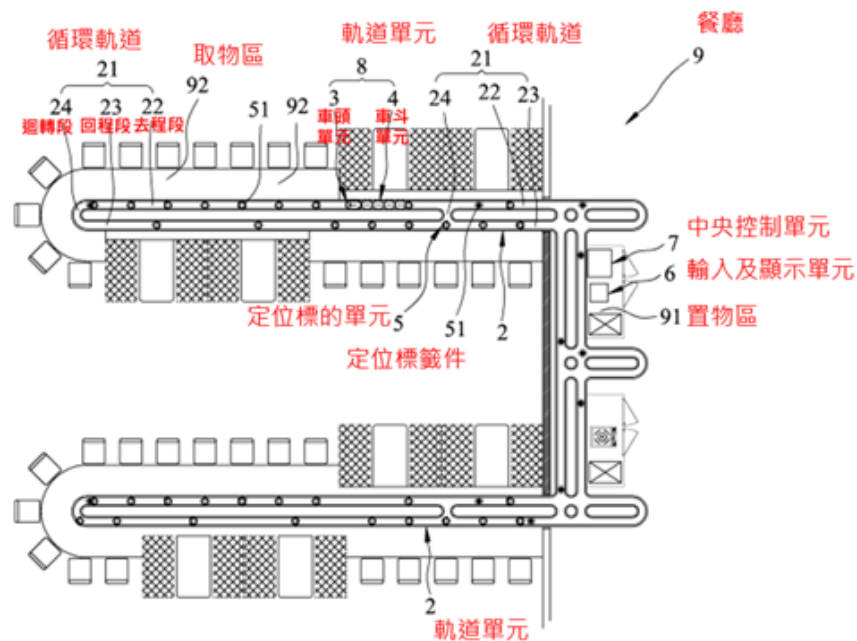 循環軌道 取物區 軌道單元 循環軌道 餐廳
21 8 21 9
24 23 22 92 51 92 3 4 24 22 23
迴轉段 回程段 去程段 車頭單元 車斗單元
7 中央控制單元
6 輸入及顯示單元
定位標的單元 5 51 2 91 置物區
定位標籤件
2
軌道單元